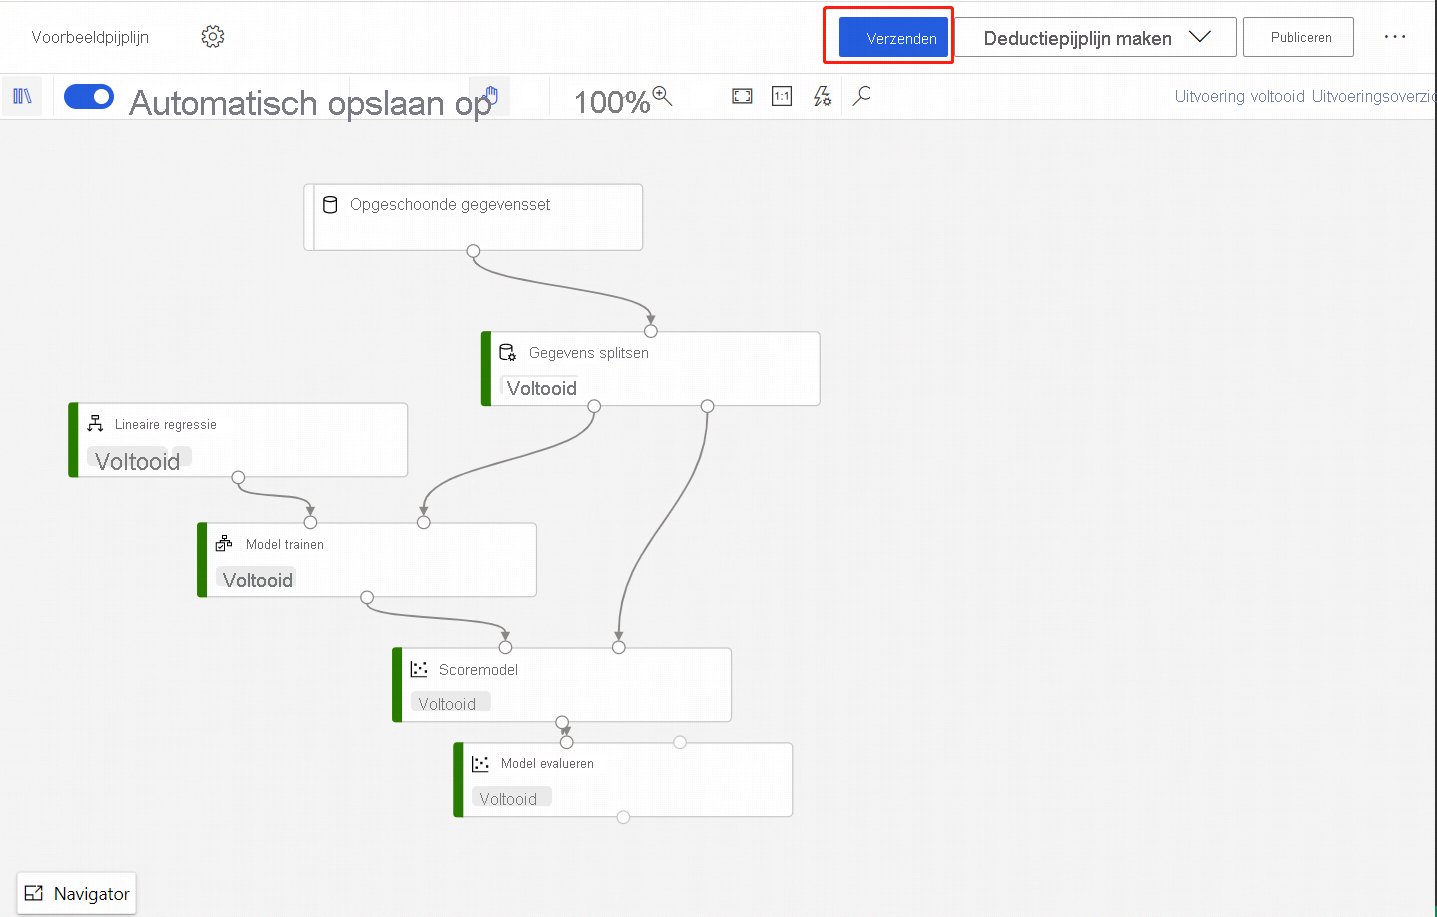 Voorbeeldpijplijn
Verzenden
Deductiepijplijn maken
Publiceren
Automatisch opslaan op
100%
1:1
Uitvoering voltooid Uitvoeringsoverzic
Opgeschoonde gegevensset
Gegevens splitsen
Voltooid
Lineaire regressie
Voltooid
Model trainen
Voltooid
Scoremodel
Voltooid
Model evalueren
Voltooid
Navigator